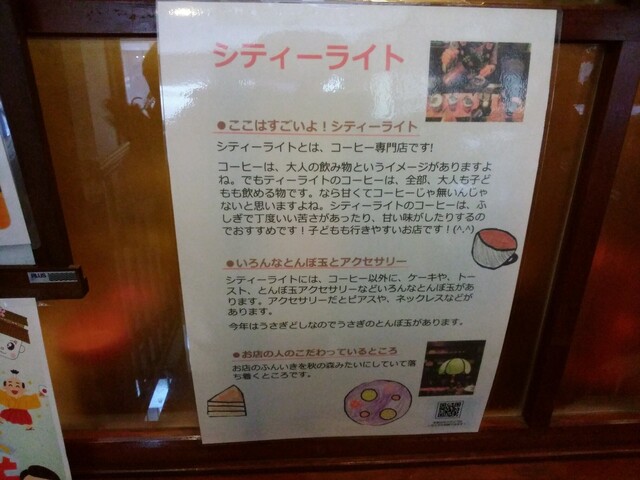 シティーライト
●ここはすごいよ！シティーライト
シティーライトとは、コーヒー専門店です!
コーヒーは、大人の飲み物というイメージがありますよ
ね。でもティーライトのコーヒーは、全部、大人も子ど
もも飲める物です。なら甘くてコーヒーじゃ無いんじゃ
ないと思いますよね。シティーライトのコーヒーは、ふ
しぎで丁度いい苦さがあったり、甘い味がしたりするの
でおすすめです！子どもも行きやすいお店です！(^.^)
●いろんなとんぼ玉とアクセサリー
シティーライトには、コーヒー以外に、ケーキや、トー
スト、とんぼ玉アクセサリーなどいろんなとんぼ玉があ
ります。アクセサリーだとピアスや、ネックレスなどが
あります。
今年はうさぎどしなのでうさぎのとんぼ玉があります。
●お店の人のこだわっているところ
お店のふんいきを秋の森みたいにしていて落
ち着くところです。